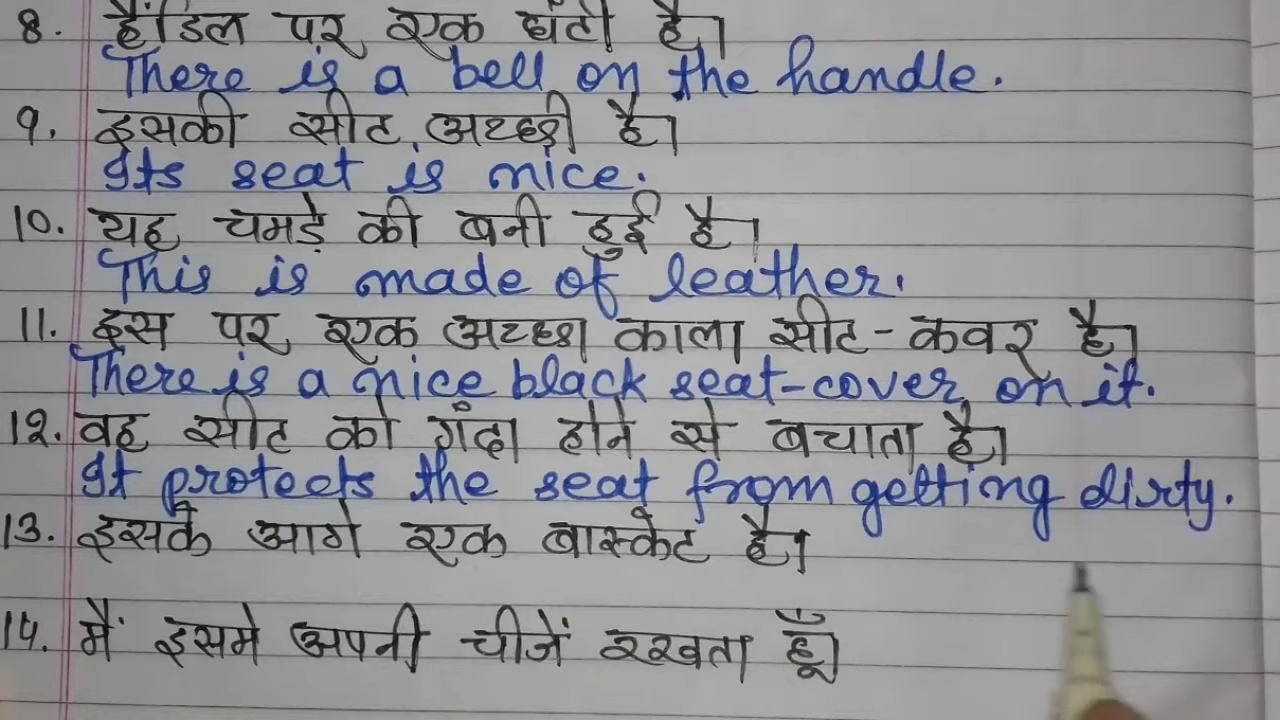 8. हैंडिल पर एक घंटी है।
There is a bell on the handle.
9. इसकी सीट अच्छी है।
Its seat is nice.
10. यह चमड़े की बनी हुई है।
This is made of leather.
11. इस पर एक अच्छा काला सीट-कवर है।
There is a nice black seat-cover on it.
12. वह सीट को गंदा होने से बचाता है।
It protects the seat from getting dirty.
13. इसके आगे एक बास्केट है।
14. मैं इसमे अपनी चीजें रखता हूँ।